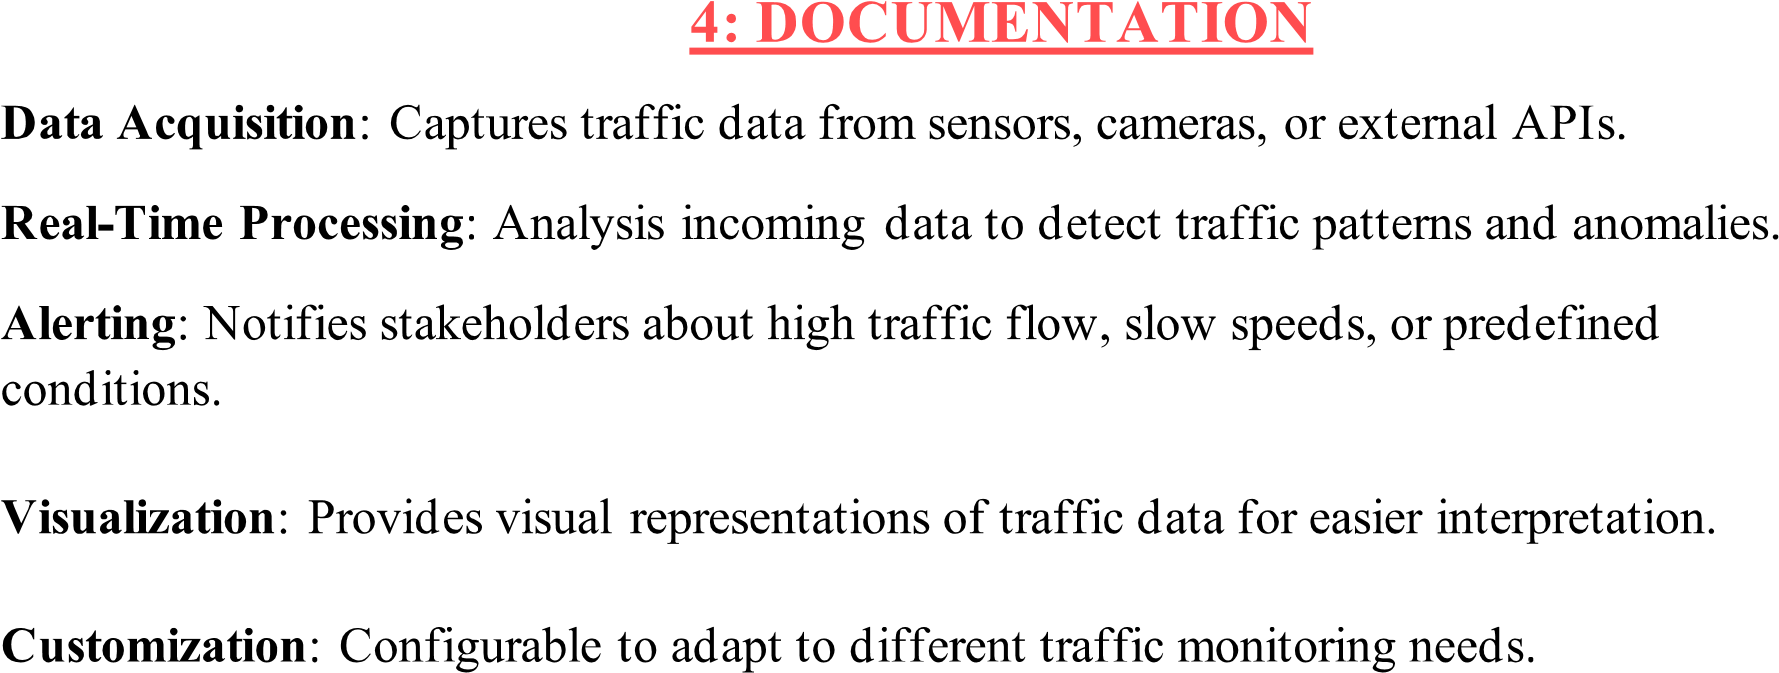 4: DOCUMENTATION
Data Acquisition: Captures traffic data from sensors, cameras, or external APIs.
Real-Time Processing: Analysis incoming data to detect traffic patterns and anomalies.
Alerting: Notifies stakeholders about high traffic flow, slow speeds, or predefined
conditions.
Visualization: Provides visual representations of traffic data for easier interpretation.
Customization: Configurable to adapt to different traffic monitoring needs.